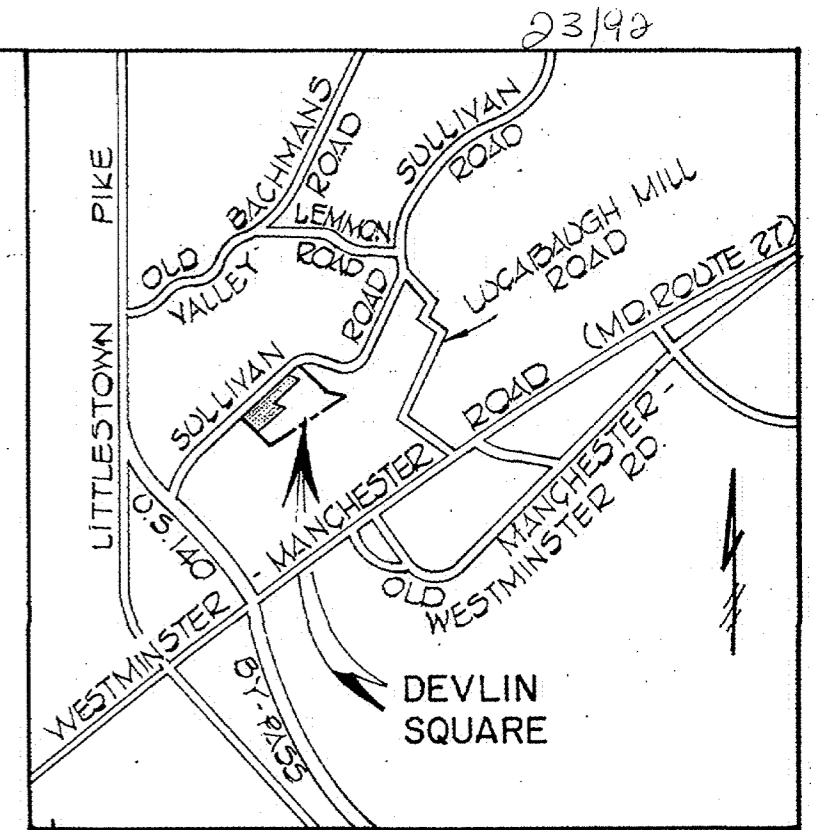 23/92
LITTLESTOWN PIKE
OLD BACHMANS
VALLEY ROAD
LEMMON
ROAD
SULLIVAN
ROAD
LUCABAUGH MILL
ROAD
SULLIVAN ROAD
WESTMINSTER - MANCHESTER ROAD (MD. ROUTE 27)
OLD MANCHESTER -
WESTMINSTER RD.
U.S. 140
BY-PASS
DEVLIN
SQUARE